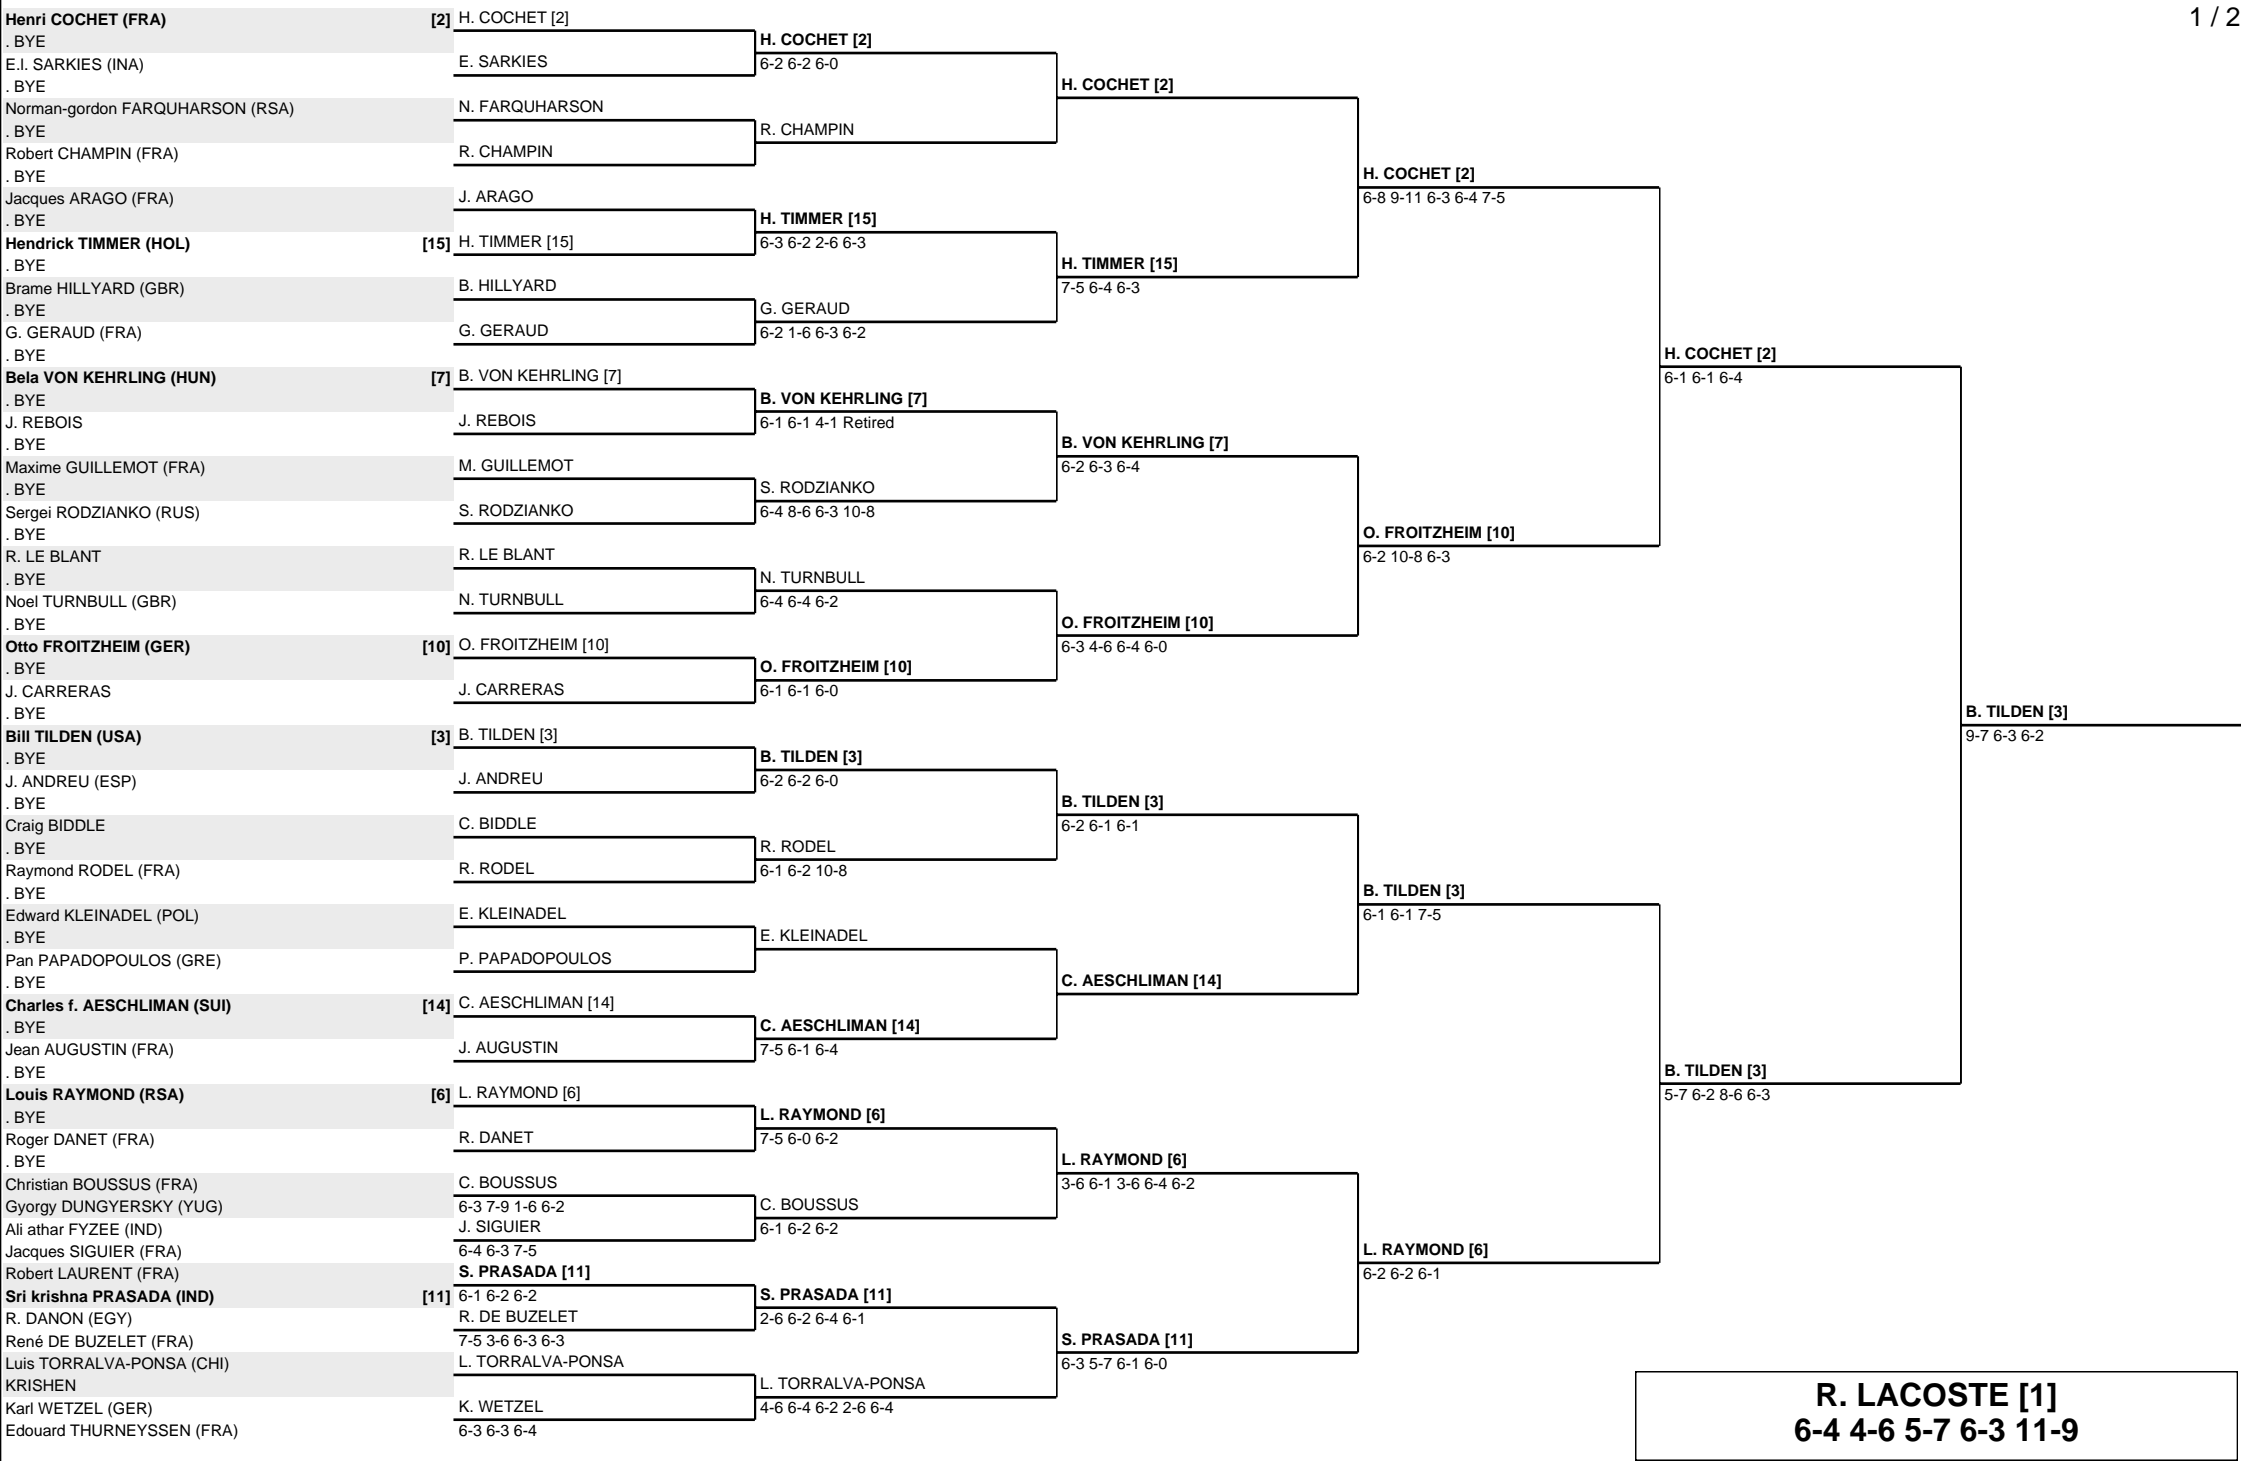 1 / 2
Henri COCHET (FRA) [2]
. BYE
E.l. SARKIES (INA)
. BYE
Norman-gordon FARQUHARSON (RSA)
. BYE
Robert CHAMPIN (FRA)
. BYE
Jacques ARAGO (FRA)
. BYE
Hendrick TIMMER (HOL) [15]
. BYE
Brame HILLYARD (GBR)
. BYE
G. GERAUD (FRA)
. BYE
Bela VON KEHRLING (HUN) [7]
. BYE
J. REBOIS
. BYE
Maxime GUILLEMOT (FRA)
. BYE
Sergei RODZIANKO (RUS)
. BYE
R. LE BLANT
. BYE
Noel TURNBULL (GBR)
. BYE
Otto FROITZHEIM (GER) [10]
. BYE
J. CARRERAS
. BYE
Bill TILDEN (USA) [3]
. BYE
J. ANDREU (ESP)
. BYE
Craig BIDDLE
. BYE
Raymond RODEL (FRA)
. BYE
Edward KLEINADEL (POL)
. BYE
Pan PAPADOPOULOS (GRE)
. BYE
Charles f. AESCHLIMAN (SUI) [14]
. BYE
Jean AUGUSTIN (FRA)
. BYE
Louis RAYMOND (RSA) [6]
. BYE
Roger DANET (FRA)
. BYE
Christian BOUSSUS (FRA)
Gyorgy DUNGYERSKY (YUG)
Ali athar FYZEE (IND)
Jacques SIGUIER (FRA)
Robert LAURENT (FRA)
Sri krishna PRASADA (IND) [11]
R. DANON (EGY)
René DE BUZELET (FRA)
Luis TORRALVA-PONSA (CHI)
KRISHEN
Karl WETZEL (GER)
Edouard THURNEYSSEN (FRA)
H. COCHET [2]
E. SARKIES
N. FARQUHARSON
R. CHAMPIN
J. ARAGO
H. TIMMER [15]
B. HILLYARD
G. GERAUD
B. VON KEHRLING [7]
J. REBOIS
M. GUILLEMOT
S. RODZIANKO
R. LE BLANT
N. TURNBULL
O. FROITZHEIM [10]
J. CARRERAS
B. TILDEN [3]
J. ANDREU
C. BIDDLE
R. RODEL
E. KLEINADEL
P. PAPADOPOULOS
C. AESCHLIMAN [14]
J. AUGUSTIN
L. RAYMOND [6]
R. DANET
C. BOUSSUS
6-3 7-9 1-6 6-2
J. SIGUIER
6-4 6-3 7-5
S. PRASADA [11]
6-1 6-2 6-2
R. DE BUZELET
7-5 3-6 6-3 6-3
L. TORRALVA-PONSA
K. WETZEL
6-3 6-3 6-4
H. COCHET [2]
6-2 6-2 6-0
R. CHAMPIN
H. TIMMER [15]
6-3 6-2 2-6 6-3
G. GERAUD
6-2 1-6 6-3 6-2
B. VON KEHRLING [7]
6-1 6-1 4-1 Retired
S. RODZIANKO
6-4 8-6 6-3 10-8
N. TURNBULL
6-4 6-4 6-2
O. FROITZHEIM [10]
6-1 6-1 6-0
B. TILDEN [3]
6-2 6-2 6-0
R. RODEL
6-1 6-2 10-8
E. KLEINADEL
C. AESCHLIMAN [14]
7-5 6-1 6-4
L. RAYMOND [6]
7-5 6-0 6-2
C. BOUSSUS
6-1 6-2 6-2
S. PRASADA [11]
2-6 6-2 6-4 6-1
L. TORRALVA-PONSA
4-6 6-4 6-2 2-6 6-4
H. COCHET [2]
H. TIMMER [15]
7-5 6-4 6-3
B. VON KEHRLING [7]
6-2 6-3 6-4
O. FROITZHEIM [10]
6-3 4-6 6-4 6-0
B. TILDEN [3]
6-2 6-1 6-1
C. AESCHLIMAN [14]
L. RAYMOND [6]
3-6 6-1 3-6 6-4 6-2
S. PRASADA [11]
6-3 5-7 6-1 6-0
H. COCHET [2]
6-8 9-11 6-3 6-4 7-5
O. FROITZHEIM [10]
6-2 10-8 6-3
B. TILDEN [3]
6-1 6-1 7-5
L. RAYMOND [6]
6-2 6-2 6-1
H. COCHET [2]
6-1 6-1 6-4
B. TILDEN [3]
5-7 6-2 8-6 6-3
B. TILDEN [3]
9-7 6-3 6-2
R. LACOSTE [1]
6-4 4-6 5-7 6-3 11-9